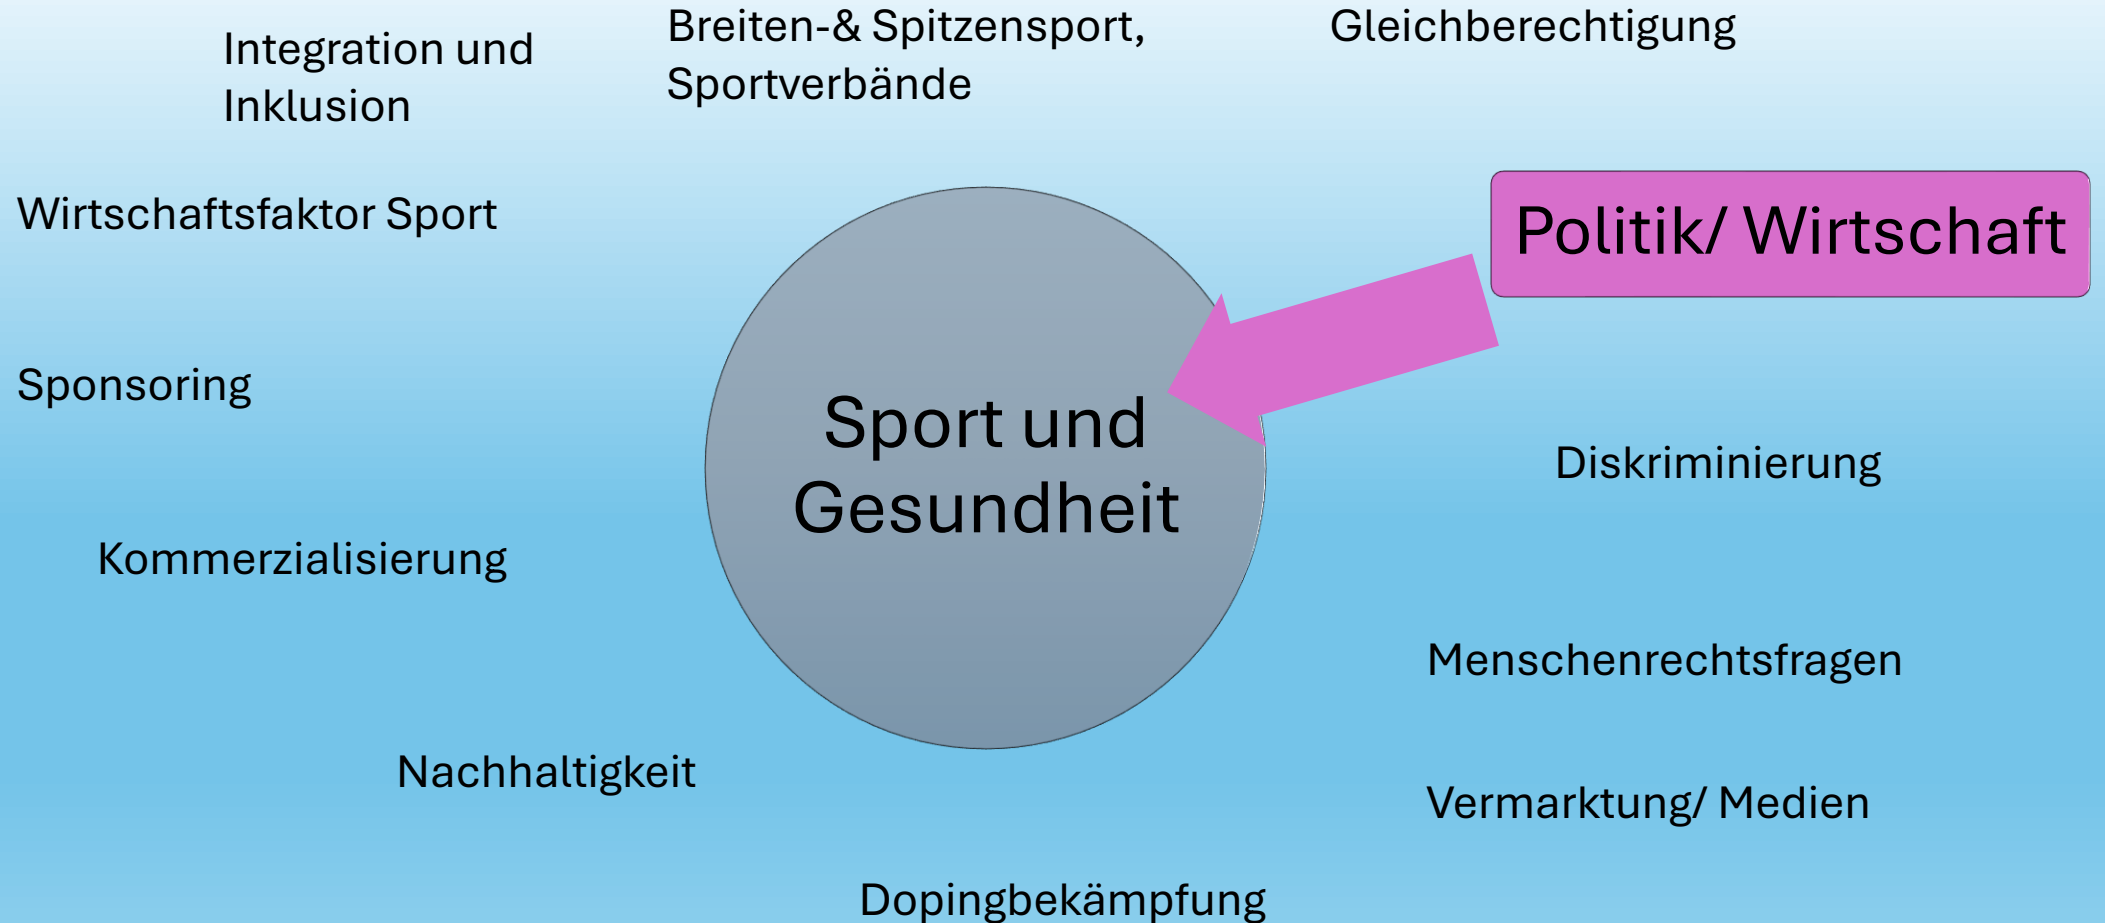 Integration und
Inklusion
Breiten-& Spitzensport,
Sportverbände
Gleichberechtigung
Wirtschaftsfaktor Sport
Politik/ Wirtschaft
Sponsoring
Sport und
Gesundheit
Diskriminierung
Kommerzialisierung
Menschenrechtsfragen
Nachhaltigkeit
Vermarktung/ Medien
Dopingbekämpfung